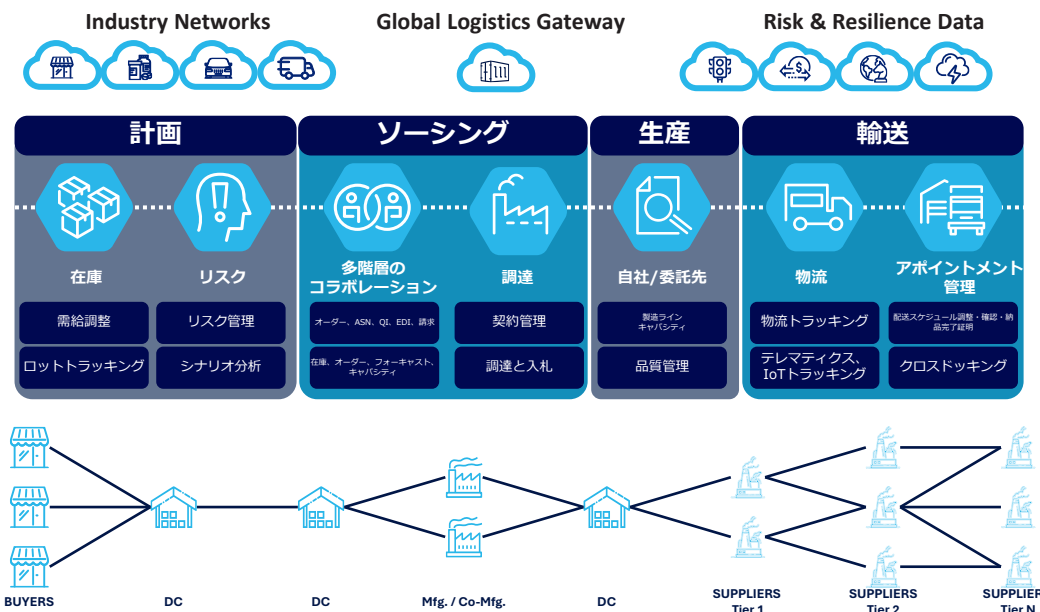 Industry Networks
Global Logistics Gateway
Risk & Resilience Data
計画
ソーシング
生産
輸送
在庫
リスク
多階層の
コラボレーション
調達
自社/委託先
物流
アポイントメント
管理
需給調整
リスク管理
オーダー、ASN、QI、EDI、請求
契約管理
製造ライン
キャパシティ
物流トラッキング
配送スケジュール調整・確認・納
品完了証明
ロットトラッキング
シナリオ分析
在庫、オーダー、フォーキャスト、
キャパシティ
調達と入札
品質管理
テレマティクス、
IoTトラッキング
クロスドッキング
BUYERS
DC
DC
Mfg. / Co-Mfg.
DC
SUPPLIERS
Tier 1
SUPPLIERS
Tier 2
SUPPLIER
Tier N